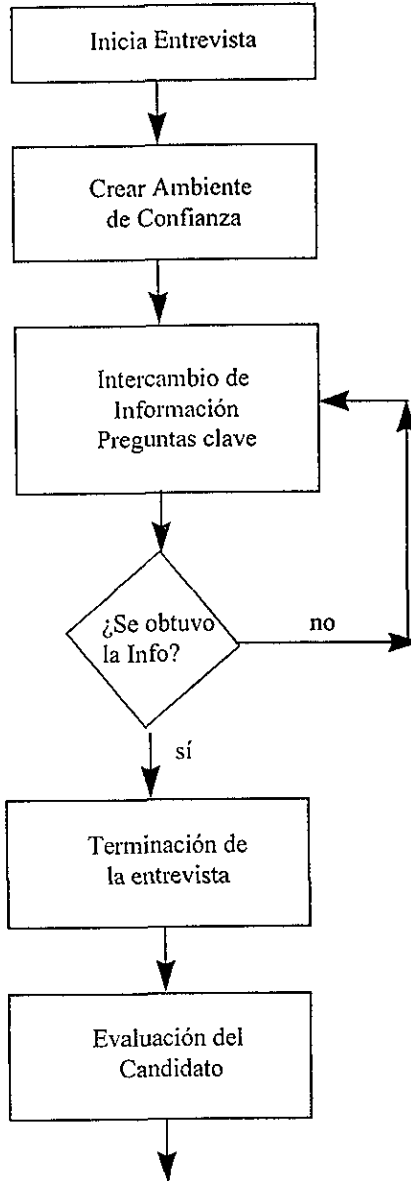 Inicia Entrevista
Crear Ambiente
de Confianza
Intercambio de
Información
Preguntas clave
¿Se obtuvo
la Info?
no
sí
Terminación de
la entrevista
Evaluación del
Candidato